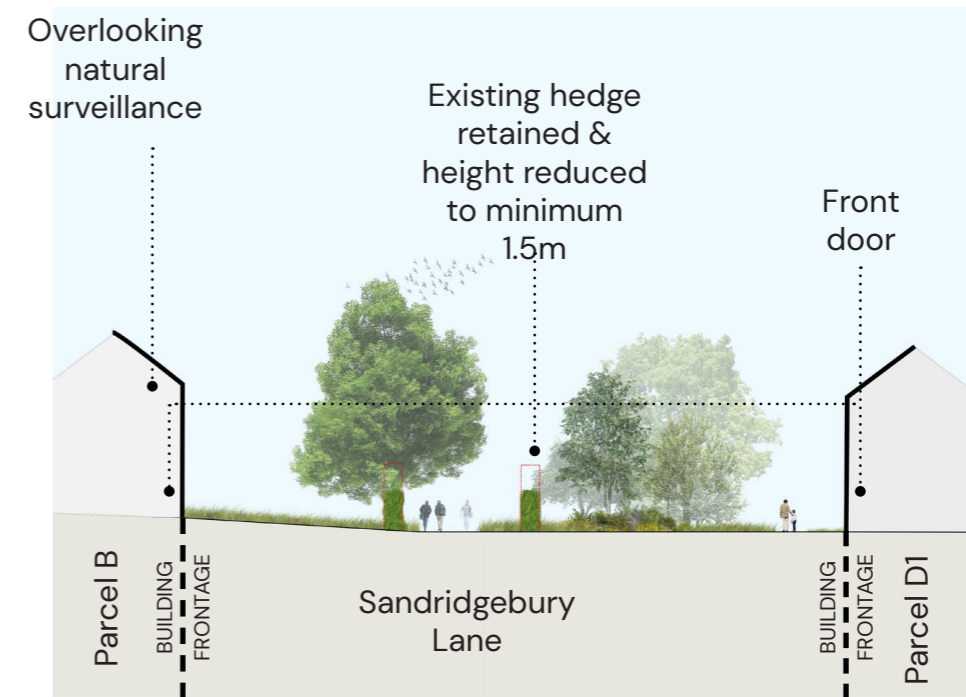 Overlooking
natural
surveillance
Existing hedge
retained &
height reduced
to minimum
1.5m
Front
door
Parcel B
BUILDING
FRONTAGE
Sandridgebury
Lane
BUILDING
FRONTAGE
Parcel D1